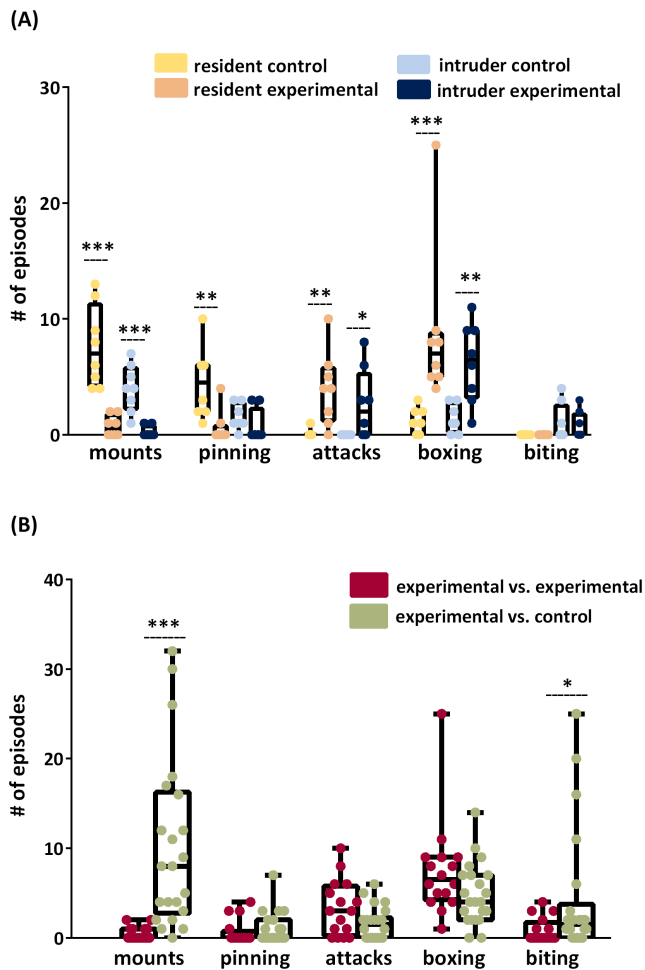 (A)
resident control
intruder control
resident experimental
intruder experimental
30
20
10
0
# of episodes
***
***
**
**
*
***
**
mounts
pinning
attacks
boxing
biting
(B)
experimental vs. experimental
experimental vs. control
40
30
20
10
0
# of episodes
***
*
mounts
pinning
attacks
boxing
biting